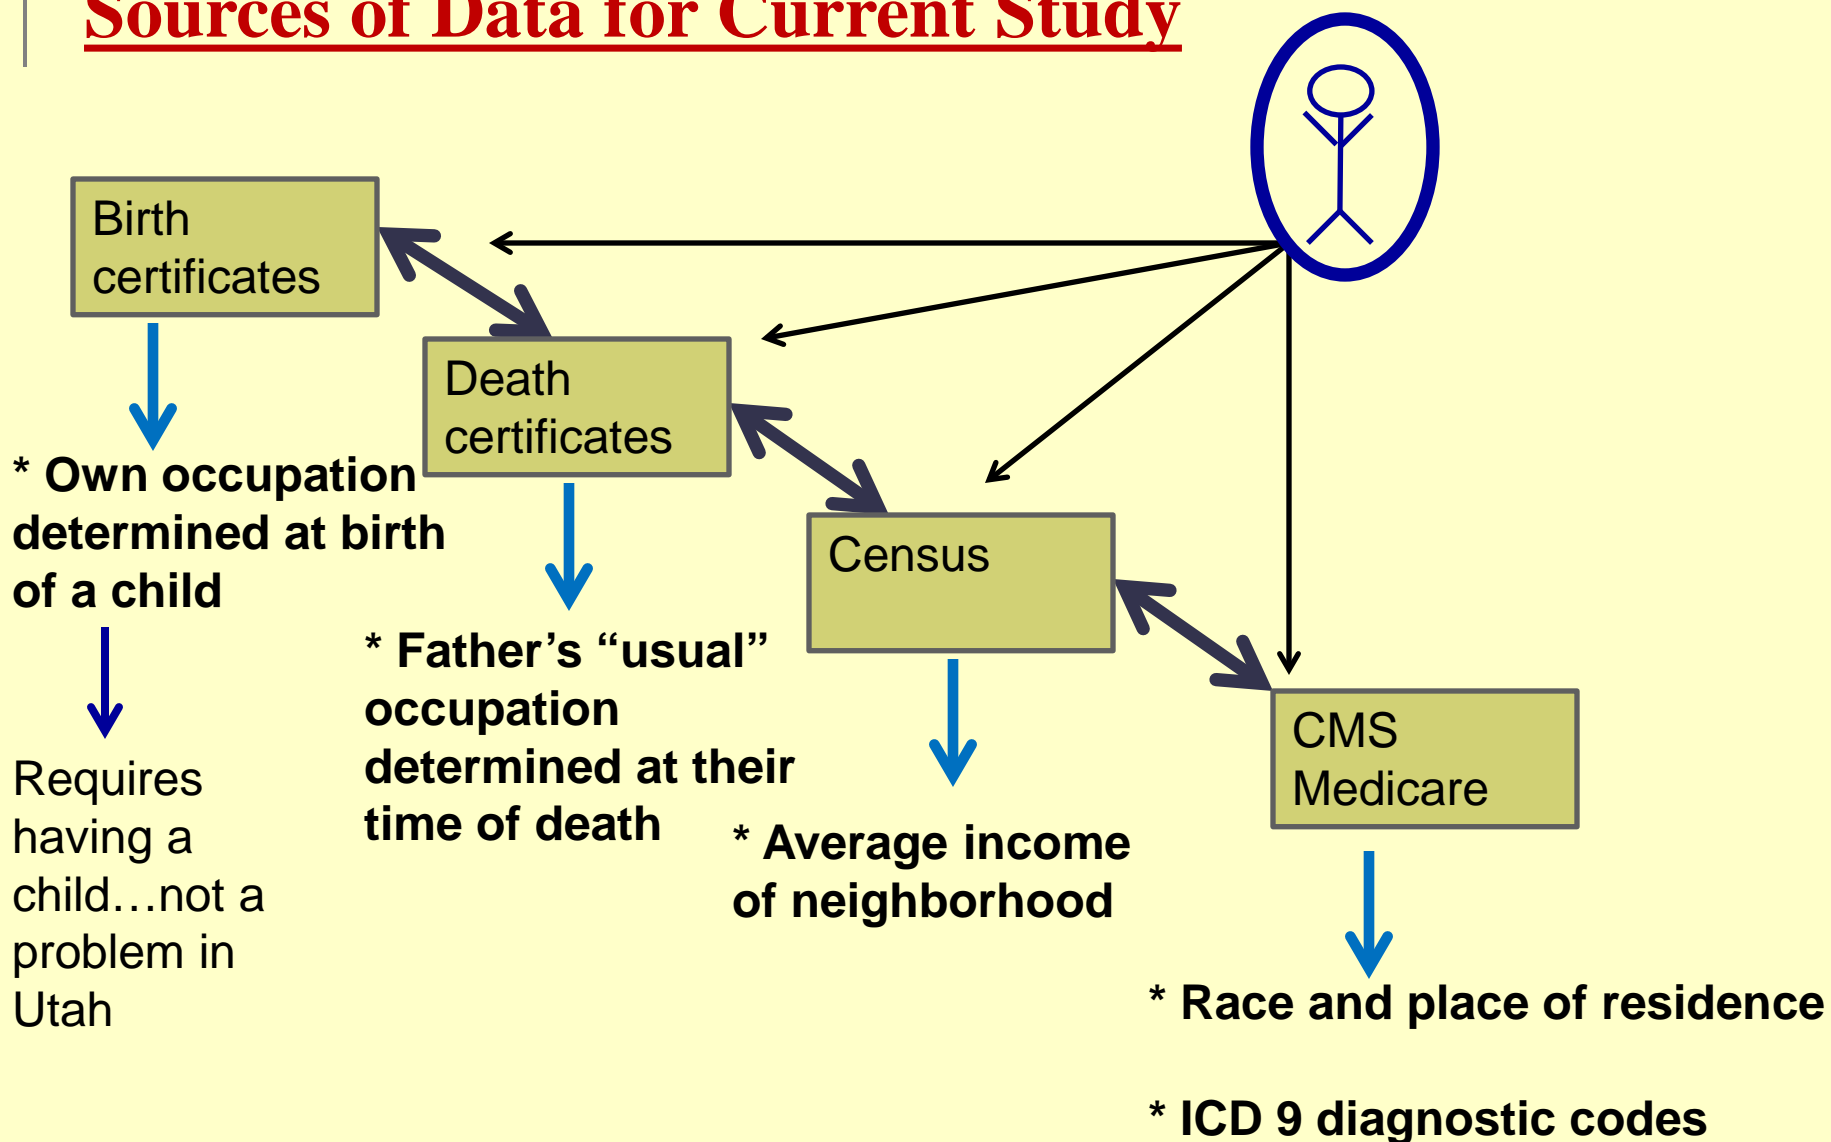 Sources of Data for Current Study
Birth
certificates
* Own occupation
determined at birth
of a child
Requires
having a
child…not a
problem in
Utah
Death
certificates
* Father’s “usual”
occupation
determined at their
time of death
Census
* Average income
of neighborhood
CMS
Medicare
* Race and place of residence
* ICD 9 diagnostic codes